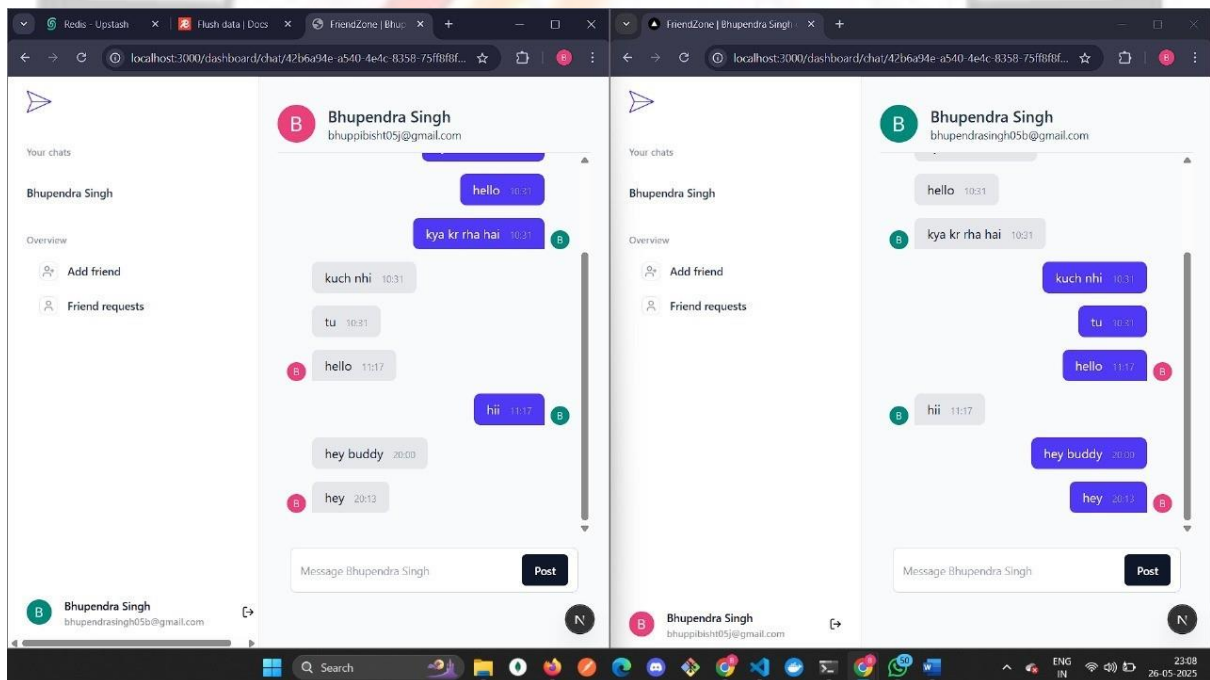 Redis - Upstash
Flush data | Docs
FriendZone | Bhup
localhost:3000/dashboard/chat/42b6a94e-a540-4e4c-8358-75ff8f8f...
B
Your chats
Bhupendra Singh
Overview
Add friend
Friend requests
B
Bhupendra Singh
bhuppibisht05j@gmail.com
hello 10:31
kya kr rha hai 10:31
B
kuch nhi 10:31
tu 10:31
hello 11:17
B
hii 11:17
B
hey buddy 20:00
hey 20:13
B
Message Bhupendra Singh
Post
B
Bhupendra Singh
bhupendrasingh05b@gmail.com
N
FriendZone | Bhupendra Singh
localhost:3000/dashboard/chat/42b6a94e-a540-4e4c-8358-75ff8f8f...
B
Your chats
Bhupendra Singh
Overview
Add friend
Friend requests
B
Bhupendra Singh
bhupendrasingh05b@gmail.com
hello 10:31
kya kr rha hai 10:31
B
kuch nhi 10:31
tu 10:31
hello 11:17
B
hii 11:17
B
hey buddy 20:00
hey 20:13
B
Message Bhupendra Singh
Post
B
Bhupendra Singh
bhuppibisht05j@gmail.com
N
Search
50
ENG
IN
23:08
26-05-2025